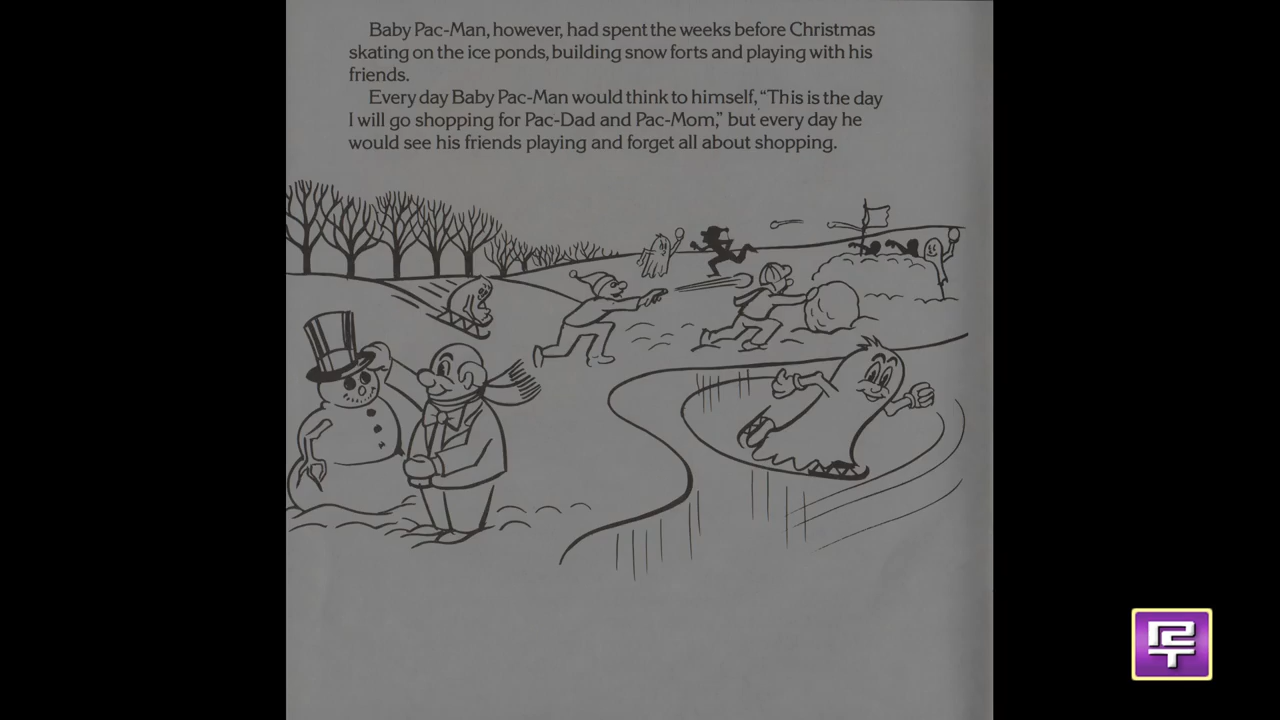 Baby Pac-Man, however, had spent the weeks before Christmas
skating on the ice ponds, building snow forts and playing with his
friends.
Every day Baby Pac-Man would think to himself, “This is the day
I will go shopping for Pac-Dad and Pac-Mom,” but every day he
would see his friends playing and forget all about shopping.